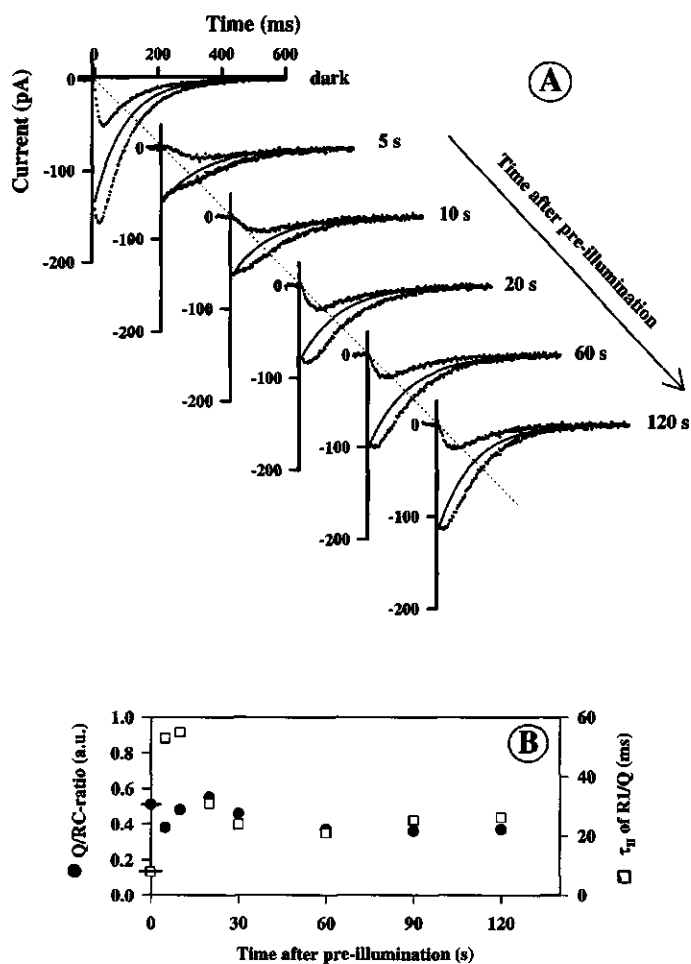 Time (ms)
0 200 400 600
Current (pA)
0
-100
-200
dark
A
0
-100
-200
5 s
0
-100
-200
10 s
0
-100
-200
20 s
0
-100
-200
60 s
0
-100
-200
120 s
Time after pre-illumination
B
● Q/RC-ratio (a.u.)
1.0
0.8
0.6
0.4
0.2
0.0
60
40
20
0
□ τII of R1/Q (ms)
0 30 60 90 120
Time after pre-illumination (s)